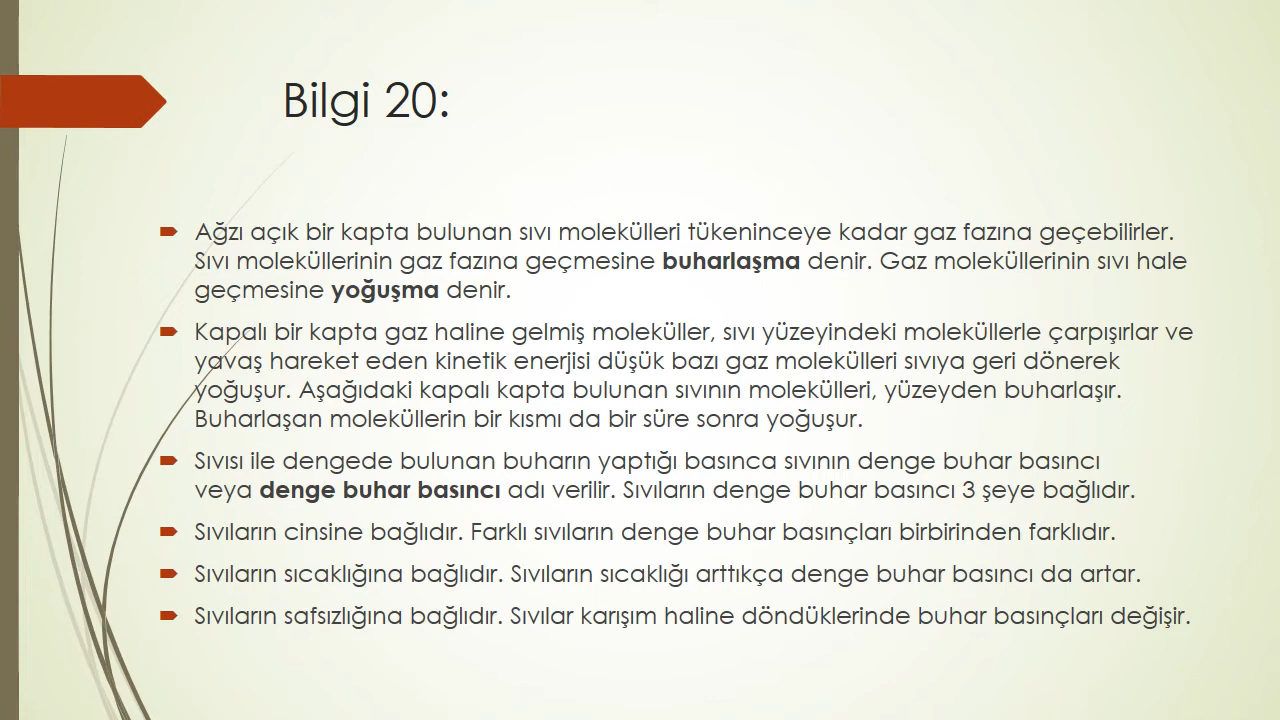 Bilgi 20:
Ağzı açık bir kapta bulunan sıvı molekülleri tükeninceye kadar gaz fazına geçebilirler.
Sıvı moleküllerinin gaz fazına geçmesine buharlaşma denir. Gaz moleküllerinin sıvı hale
geçmesine yoğuşma denir.
Kapalı bir kapta gaz haline gelmiş moleküller, sıvı yüzeyindeki moleküllerle çarpışırlar ve
yavaş hareket eden kinetik enerjisi düşük bazı gaz molekülleri sıvıya geri dönerek
yoğuşur. Aşağıdaki kapalı kapta bulunan sıvının molekülleri, yüzeyden buharlaşır.
Buharlaşan moleküllerin bir kısmı da bir süre sonra yoğuşur.
Sıvısı ile dengede bulunan buharın yaptığı basınca sıvının denge buhar basıncı
veya denge buhar basıncı adı verilir. Sıvıların denge buhar basıncı 3 şeye bağlıdır.
Sıvıların cinsine bağlıdır. Farklı sıvıların denge buhar basınçları birbirinden farklıdır.
Sıvıların sıcaklığına bağlıdır. Sıvıların sıcaklığı arttıkça denge buhar basıncı da artar.
Sıvıların safsızlığına bağlıdır. Sıvılar karışım haline döndüklerinde buhar basınçları değişir.